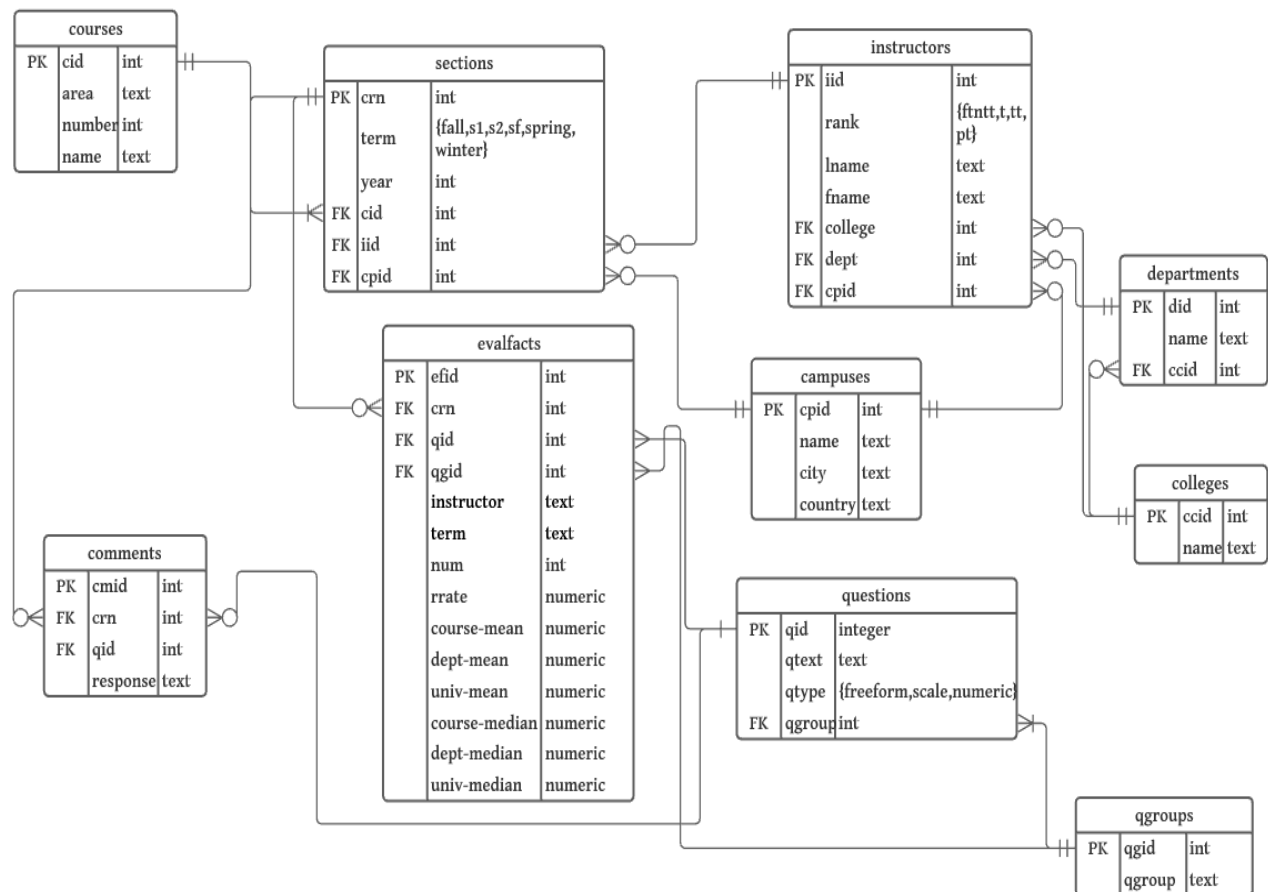 courses
PK cid int
area text
number int
name text
sections
PK crn int
term {fall,s1,s2,sf,spring,
winter}
year int
FK cid int
FK iid int
FK cpid int
instructors
PK iid int
rank {ftntt,t,tt,
pt}
lname text
fname text
FK college int
FK dept int
FK cpid int
departments
PK did int
name text
FK ccid int
evalfacts
PK efid int
FK crn int
FK qid int
FK qgid int
instructor text
term text
num int
rrate numeric
course-mean numeric
dept-mean numeric
univ-mean numeric
course-median numeric
dept-median numeric
univ-median numeric
campuses
PK cpid int
name text
city text
country text
colleges
PK ccid int
name text
comments
PK cmid int
FK crn int
FK qid int
response text
questions
PK qid integer
qtext text
qtype {freeform,scale,numeric}
FK qgroup int
qgroups
PK qgid int
qgroup text